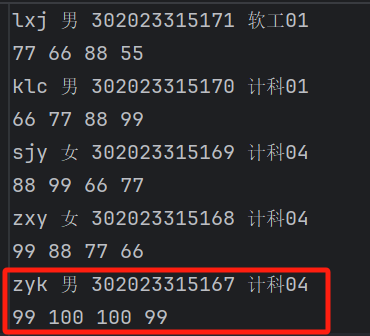 lxj 男 302023315171 软工01
77 66 88 55
klc 男 302023315170 计科01
66 77 88 99
sjy 女 302023315169 计科04
88 99 66 77
zxy 女 302023315168 计科04
99 88 77 66
zyk 男 302023315167 计科04
99 100 100 99